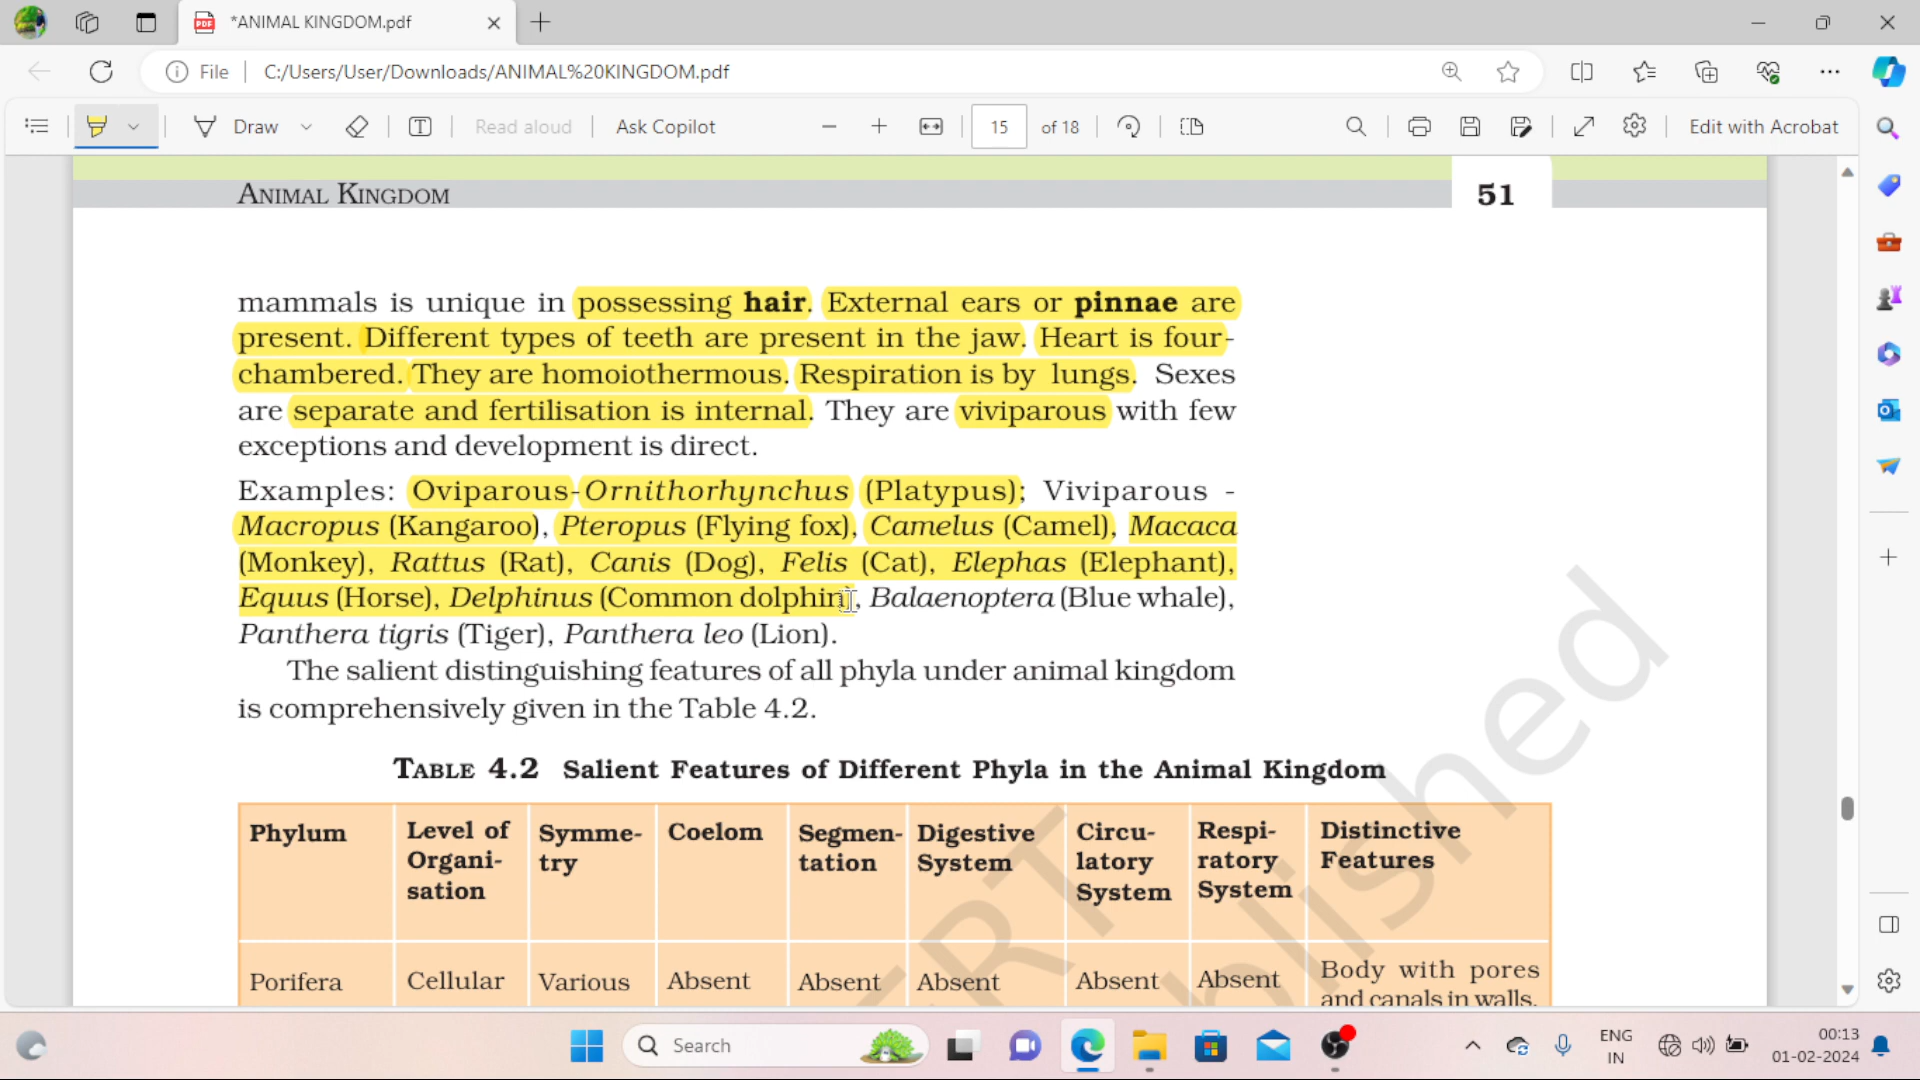 *ANIMAL KINGDOM.pdf
File
C:/Users/User/Downloads/ANIMAL%20KINGDOM.pdf
Draw
Read aloud
Ask Copilot
15
of 18
Edit with Acrobat
ANIMAL KINGDOM
51
mammals is unique in possessing hair. External ears or pinnae are
present. Different types of teeth are present in the jaw. Heart is four-
chambered. They are homoiothermous. Respiration is by lungs. Sexes
are separate and fertilisation is internal. They are viviparous with few
exceptions and development is direct.
Examples: Oviparous-Ornithorhynchus (Platypus); Viviparous -
Macropus (Kangaroo), Pteropus (Flying fox), Camelus (Camel), Macaca
(Monkey), Rattus (Rat), Canis (Dog), Felis (Cat), Elephas (Elephant),
Equus (Horse), Delphinus (Common dolphin), Balaenoptera (Blue whale),
Panthera tigris (Tiger), Panthera leo (Lion).
The salient distinguishing features of all phyla under animal kingdom
is comprehensively given in the Table 4.2.
TABLE 4.2 Salient Features of Different Phyla in the Animal Kingdom
Phylum
Level of
Organi-
sation
Symme-
try
Coelom
Segmen-
tation
Digestive
System
Circu-
latory
System
Respi-
ratory
System
Distinctive
Features
Porifera
Cellular
Various
Absent
Absent
Absent
Absent
Absent
Body with pores
and canals in walls.
Search
ENG
IN
00:13
01-02-2024